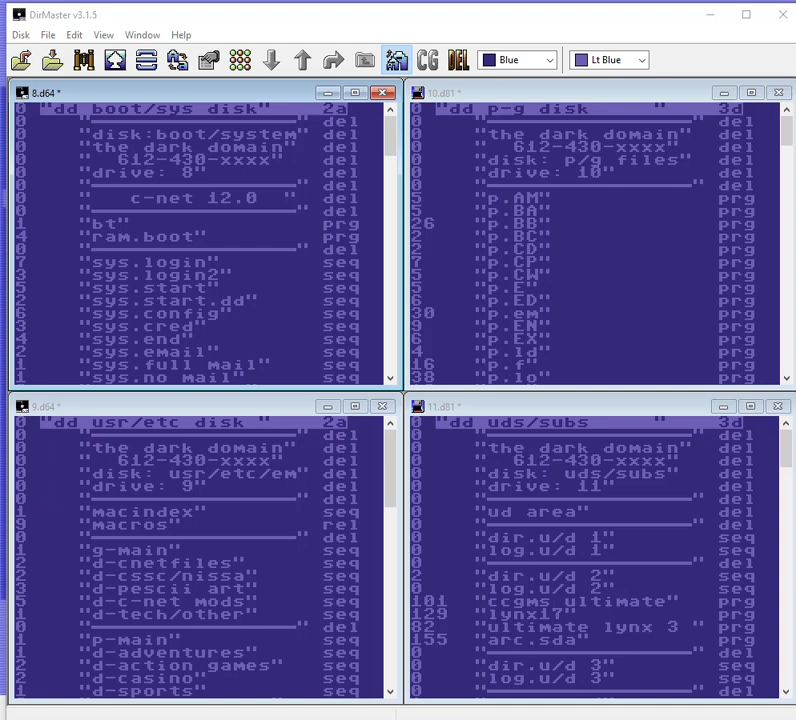 DirMaster v3.1.5
Disk File Edit View Window Help
CG DEL Blue Lt Blue
8.d64 *
0 "dd boot/sys disk" 2a
0 "────────────────" del
0 "disk:boot/system" del
0 "the dark domain" del
0 "  612-430-xxxx" del
0 "drive: 8" del
0 "────────────────" del
0 "   c-net 12.0  " del
0 "────────────────" del
1 "bt" prg
4 "ram.boot" prg
0 "────────────────" del
7 "sys.login" seq
3 "sys.login2" seq
5 "sys.start" seq
2 "sys.start.dd" seq
6 "sys.config" seq
3 "sys.cred" seq
4 "sys.end" seq
2 "sys.email" seq
1 "sys.full mail" seq
1 "sys.no mail" seq
10.d81 *
0 "dd p-g disk     " 3d
0 "────────────────" del
0 "the dark domain" del
0 "  612-430-xxxx" del
0 "disk: p/g files" del
0 "drive: 10" del
0 "────────────────" del
5 "p.AM" prg
5 "p.BA" prg
26 "p.BB" prg
2 "p.BC" prg
2 "p.CD" prg
7 "p.CP" prg
5 "p.CW" prg
5 "p.E" prg
6 "p.ED" prg
30 "p.em" prg
9 "p.EN" prg
6 "p.EX" prg
4 "p.ld" prg
16 "p.f" prg
38 "p.lo" prg
9.d64 *
0 "dd usr/etc disk " 2a
0 "────────────────" del
0 "the dark domain" del
0 "  612-430-xxxx" del
0 "disk: usr/etc/em" del
0 "drive: 9" del
0 "────────────────" del
1 "macindex" seq
9 "macros" rel
0 "────────────────" del
1 "g-main" seq
2 "d-cnetfiles" seq
2 "d-cssc/nissa" seq
3 "d-pescii art" seq
5 "d-c-net mods" seq
1 "d-tech/other" seq
0 "────────────────" del
1 "p-main" seq
1 "d-adventures" seq
2 "d-action games" seq
2 "d-casino" seq
1 "d-sports" seq
11.d81 *
0 "dd uds/subs     " 3d
0 "────────────────" del
0 "the dark domain" del
0 "  612-430-xxxx" del
0 "disk: uds/subs" del
0 "drive: 11" del
0 "────────────────" del
0 "ud area" del
0 "────────────────" del
0 "dir.u/d 1" seq
0 "log.u/d 1" seq
0 "────────────────" del
2 "dir.u/d 2" seq
0 "log.u/d 2" seq
101 "ccgms ultimate" prg
129 "lynx17" prg
82 "ultimate lynx 3 " prg
155 "arc.sda" prg
0 "────────────────" del
0 "dir.u/d 3" seq
0 "log.u/d 3" seq
0 "────────────────" del